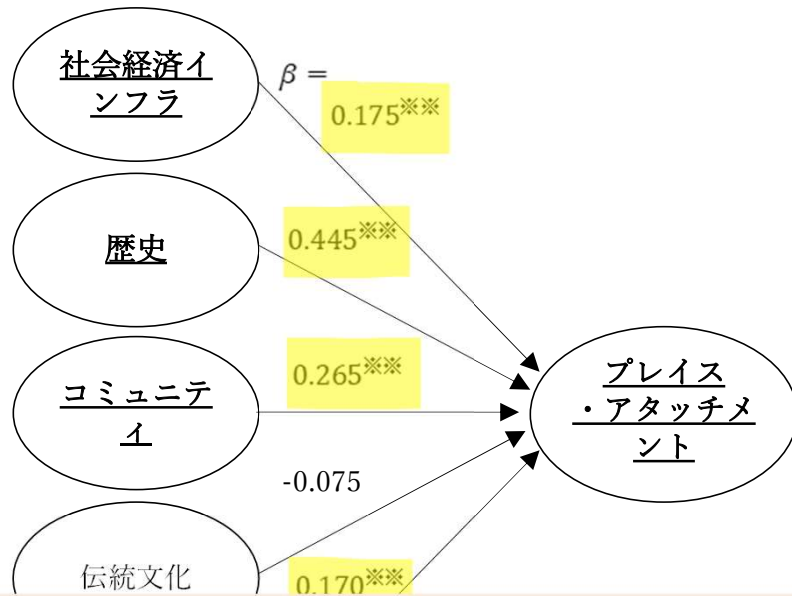 社会経済イ
ンフラ
β =
0.175※※
歴史
0.445※※
コミュニテ
ィ
0.265※※
プレイス
・アタッチメ
ント
-0.075
伝統文化
0.170※※